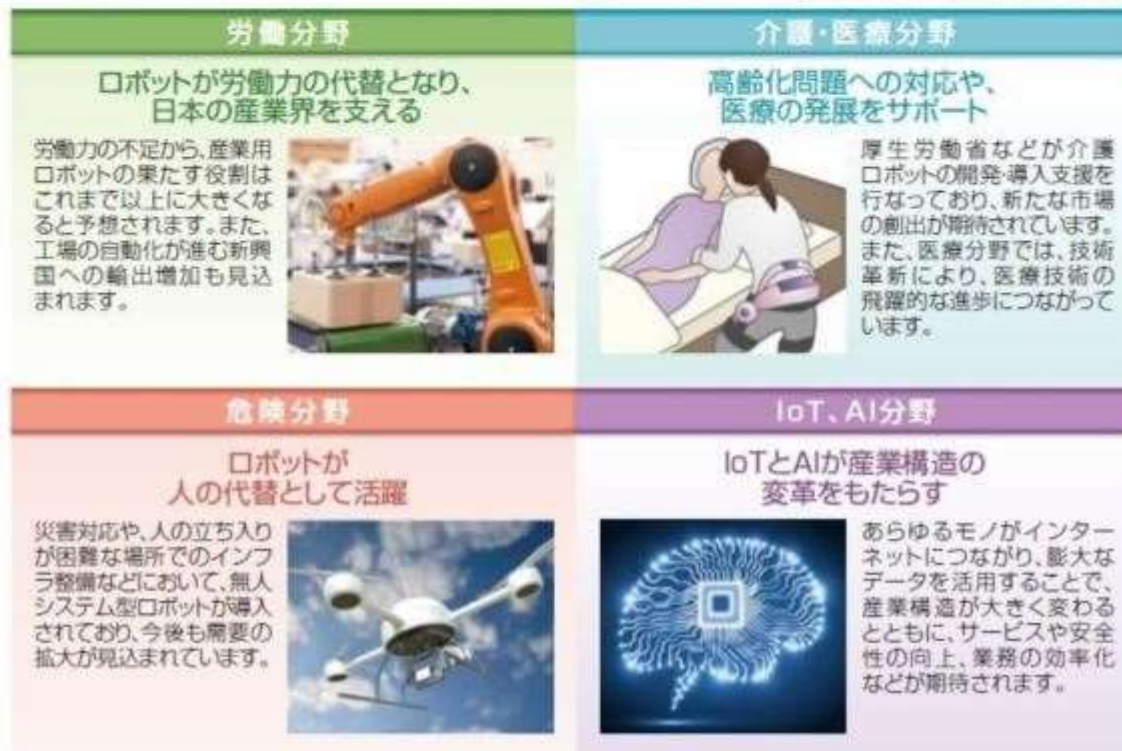 労働分野
ロボットが労働力の代替となり、
日本の産業界を支える
労働力の不足から、産業用
ロボットの果たす役割は
これまで以上に大きくな
ると予想されます。また、
工場の自動化が進む新興
国への輸出増加も見込
まれます。
介護・医療分野
高齢化問題への対応や、
医療の発展をサポート
厚生労働省などが介護
ロボットの開発・導入支援を
行なっており、新たな市場
の創出が期待されています。
また、医療分野では、技術
革新により、医療技術の
飛躍的な進歩につながって
います。
危険分野
ロボットが
人の代替として活躍
災害対応や、人の立ち入り
が困難な場所でのインフ
ラ整備などにおいて、無人
システム型ロボットが導入
されており、今後も需要の
拡大が見込まれています。
IoT、AI分野
IoTとAIが産業構造の
変革をもたらす
あらゆるモノがインター
ネットにつながり、膨大な
データを活用することで、
産業構造が大きく変わる
とともに、サービスや安全
性の向上、業務の効率化
などが期待されます。